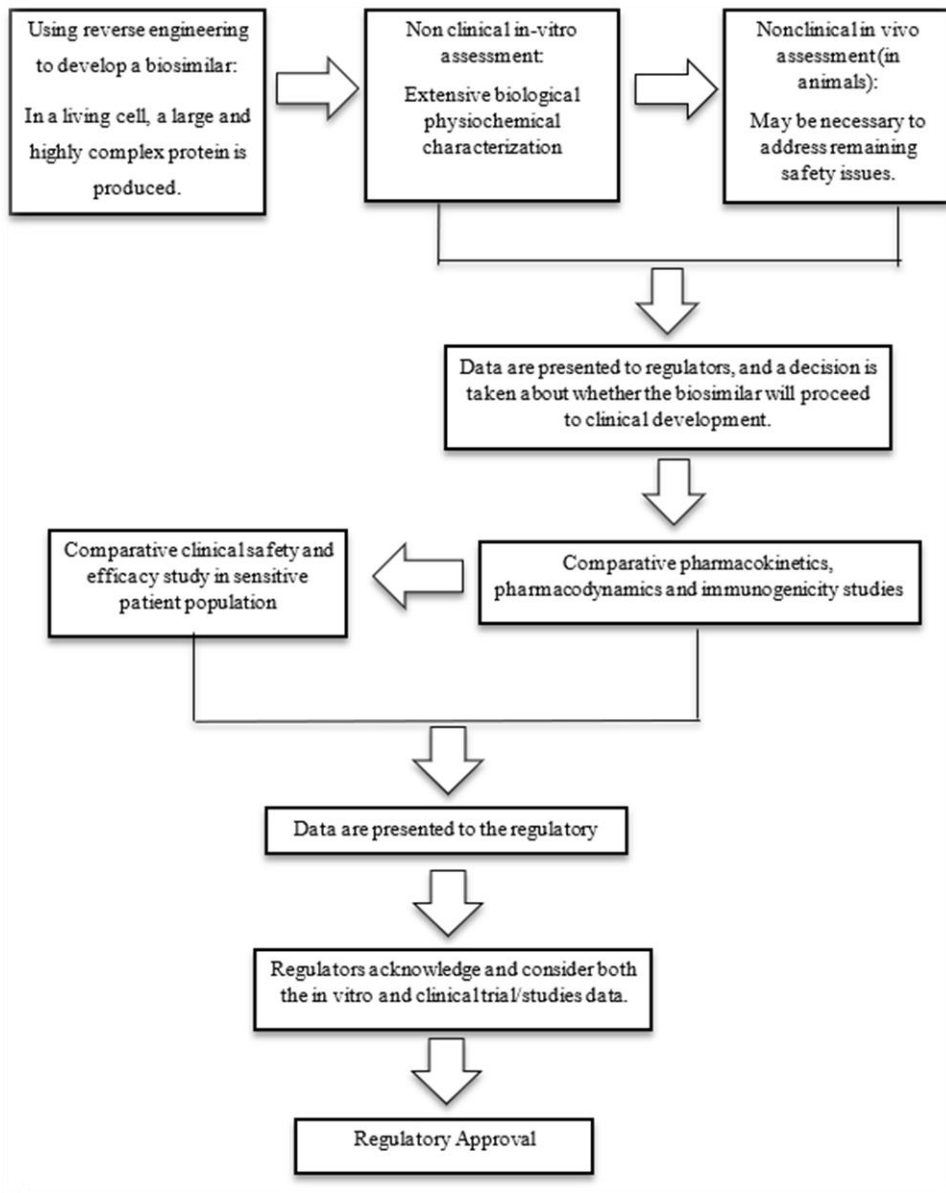 Using reverse engineering
to develop a biosimilar:
In a living cell, a large and
highly complex protein is
produced.
Non clinical in-vitro
assessment:
Extensive biological
physiochemical
characterization
Nonclinical in vivo
assessment(in
animals):
May be necessary to
address remaining
safety issues.
Data are presented to regulators, and a decision is
taken about whether the biosimilar will proceed
to clinical development.
Comparative pharmacokinetics,
pharmacodynamics and immunogenicity studies
Comparative clinical safety and
efficacy study in sensitive
patient population
Data are presented to the regulatory
Regulators acknowledge and consider both
the in vitro and clinical trial/studies data.
Regulatory Approval